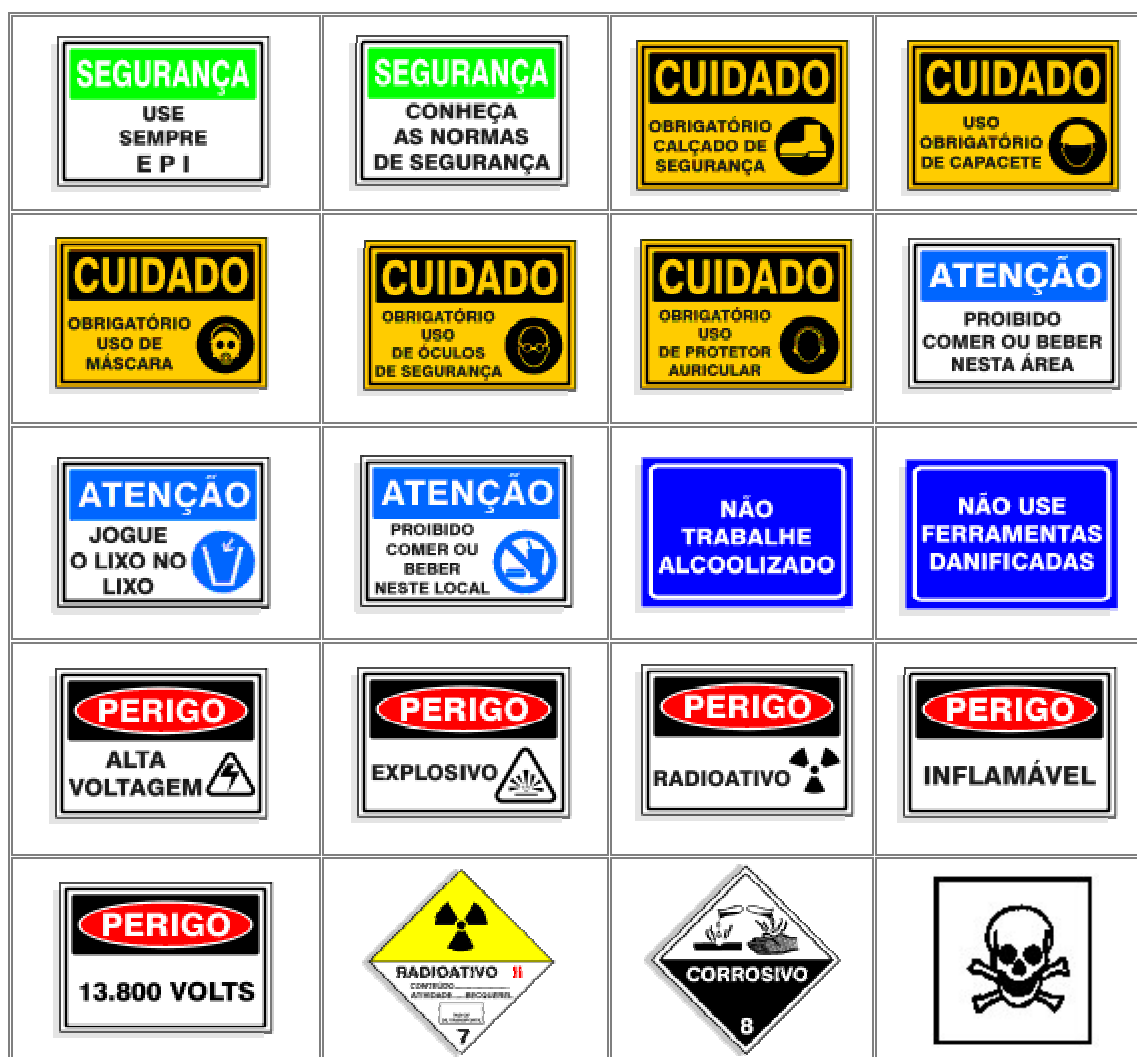 SEGURANÇA
USE
SEMPRE
E P I
SEGURANÇA
CONHEÇA
AS NORMAS
DE SEGURANÇA
CUIDADO
OBRIGATÓRIO
CALÇADO DE
SEGURANÇA
CUIDADO
USO
OBRIGATÓRIO
DE CAPACETE
CUIDADO
OBRIGATÓRIO
USO DE
MÁSCARA
CUIDADO
OBRIGATÓRIO
USO
DE ÓCULOS
DE SEGURANÇA
CUIDADO
OBRIGATÓRIO
USO
DE PROTETOR
AURICULAR
ATENÇÃO
PROIBIDO
COMER OU BEBER
NESTA ÁREA
ATENÇÃO
JOGUE
O LIXO NO
LIXO
ATENÇÃO
PROIBIDO
COMER OU
BEBER
NESTE LOCAL
NÃO
TRABALHE
ALCOOLIZADO
NÃO USE
FERRAMENTAS
DANIFICADAS
PERIGO
ALTA
VOLTAGEM
PERIGO
EXPLOSIVO
PERIGO
RADIOATIVO
PERIGO
INFLAMÁVEL
PERIGO
13.800 VOLTS
RADIOATIVO
CONTEÚDO
ATIVIDADE BECQUEREL
7
CORROSIVO
8